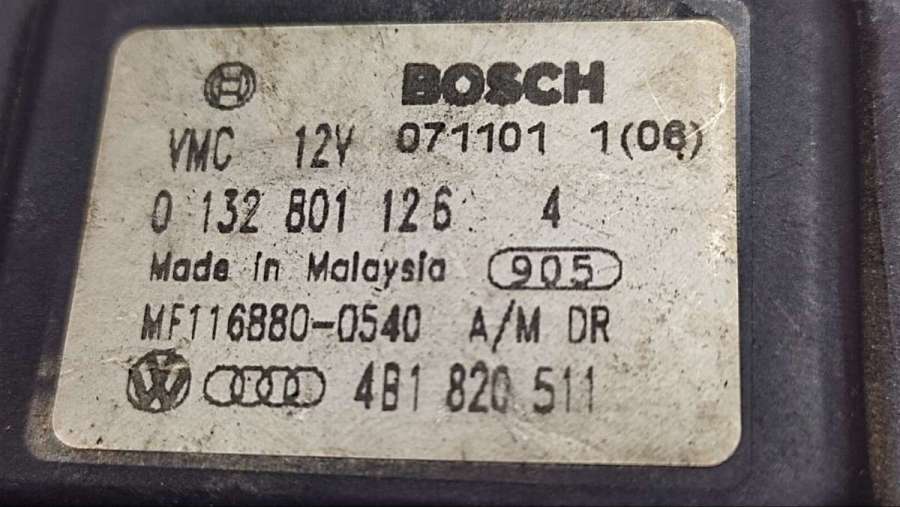 BOSCH
VMC 12V 071101 1(06)
0 132 801 126 4
Made in Malaysia 905
MF116880-0540 A/M DR
VW 4B1 820 511